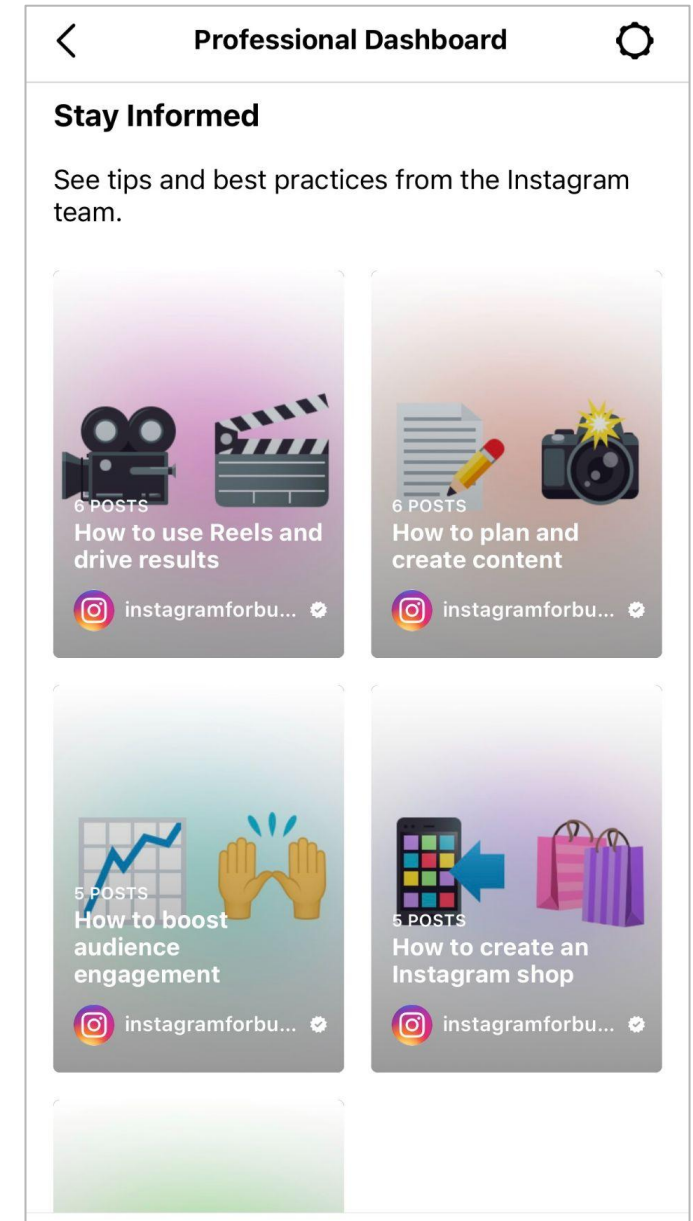 Professional Dashboard
Stay Informed
See tips and best practices from the Instagram
team.
6 POSTS
How to use Reels and
drive results
instagramforbu...
6 POSTS
How to plan and
create content
instagramforbu...
5 POSTS
How to boost
audience
engagement
instagramforbu...
5 POSTS
How to create an
Instagram shop
instagramforbu...